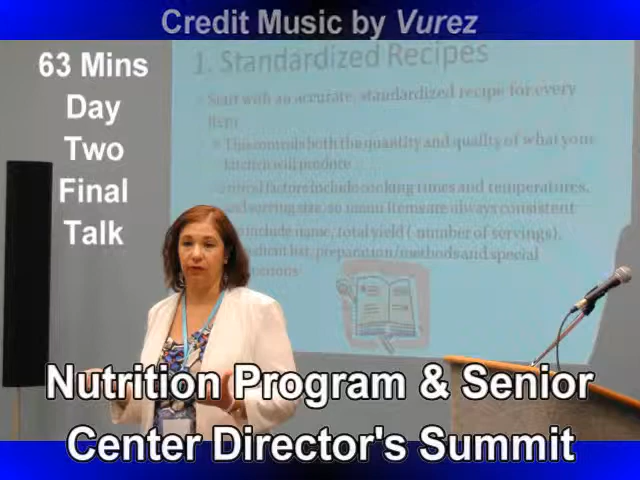 Credit Music by Vurez
63 Mins
Day
Two
Final
Talk
1. Standardized Recipes
Start with an accurate, standardized recipe for every
item
This controls both the quantity and quality of what your
kitchen will produce
factors include cooking times and temperatures,
and serving size, so menu items are always consistent
include name, total yield ( number of servings),
list, preparation/methods and special
Nutrition Program & Senior
Center Director's Summit